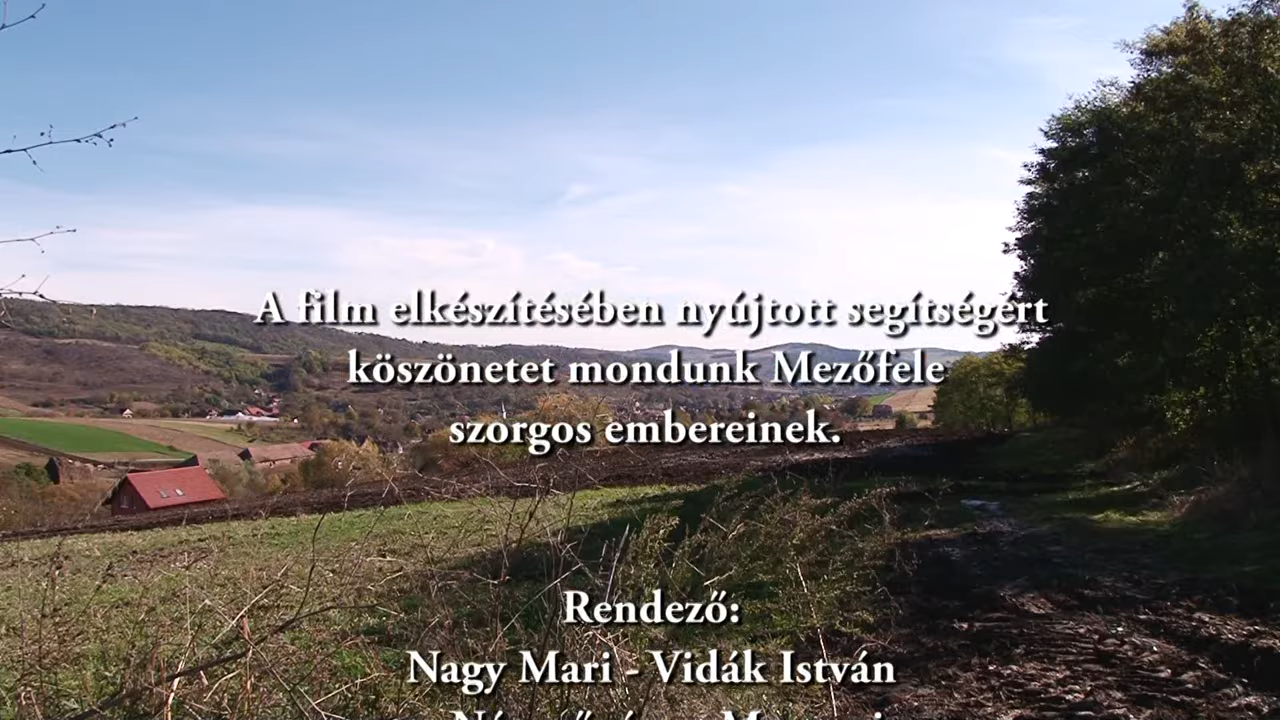 A film elkészítésében nyújtott segítségért
köszönetet mondunk Mezőfele
szorgos embereinek.
Rendező:
Nagy Mari - Vidák István